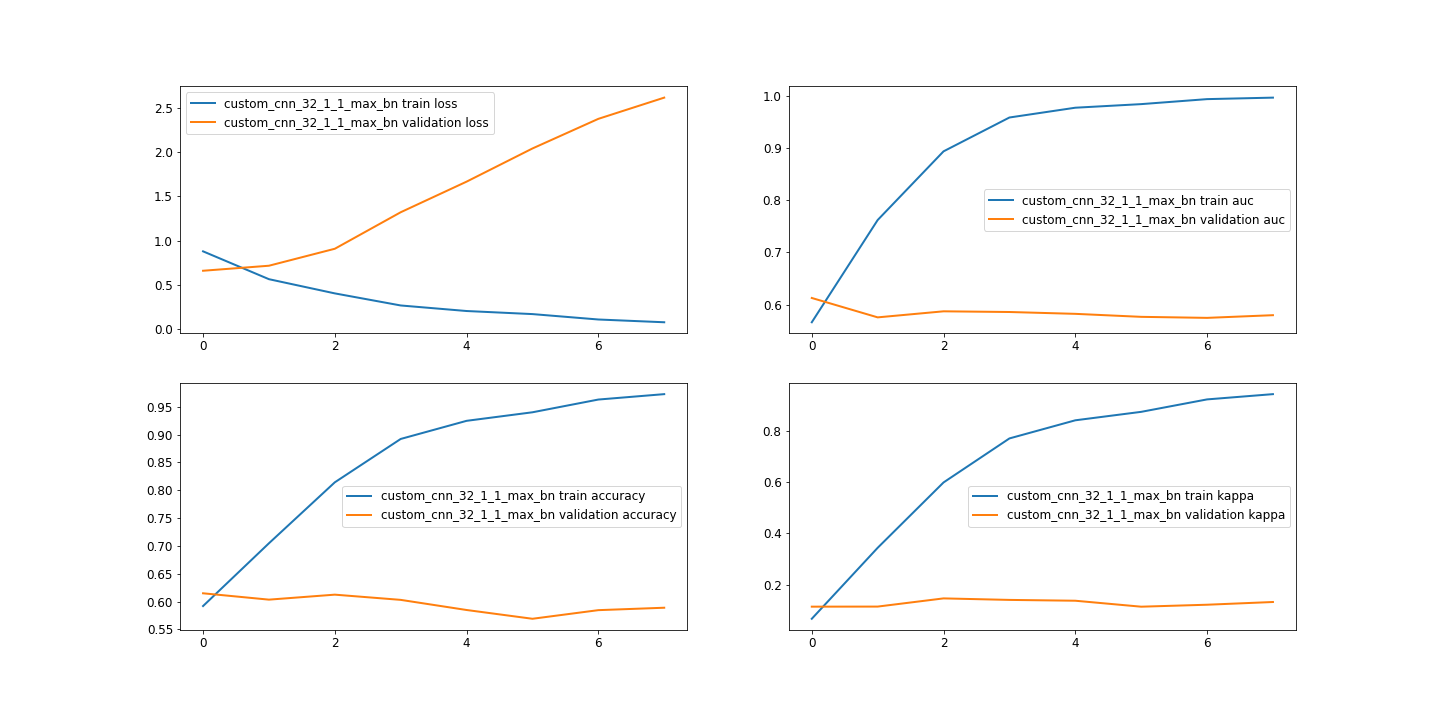 custom_cnn_32_1_1_max_bn train loss
custom_cnn_32_1_1_max_bn validation loss
2.5
2.0
1.5
1.0
0.5
0.0
0 2 4 6
custom_cnn_32_1_1_max_bn train auc
custom_cnn_32_1_1_max_bn validation auc
1.0
0.9
0.8
0.7
0.6
0 2 4 6
custom_cnn_32_1_1_max_bn train accuracy
custom_cnn_32_1_1_max_bn validation accuracy
0.95
0.90
0.85
0.80
0.75
0.70
0.65
0.60
0.55
0 2 4 6
custom_cnn_32_1_1_max_bn train kappa
custom_cnn_32_1_1_max_bn validation kappa
0.8
0.6
0.4
0.2
0 2 4 6